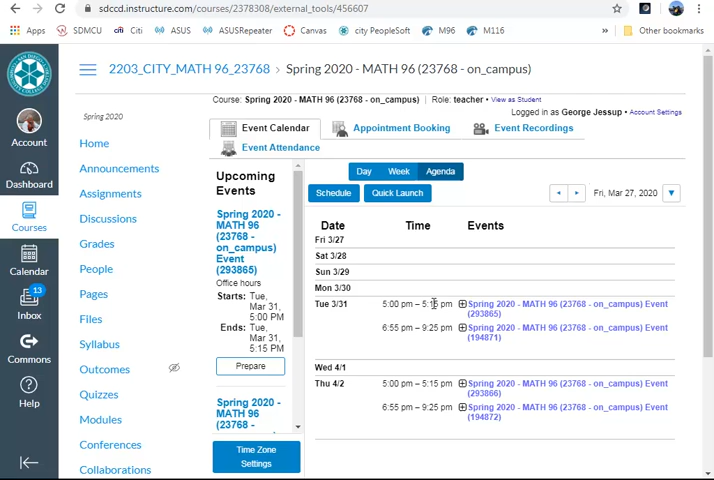 sdccd.instructure.com/courses/2378308/external_tools/456607
Apps SDMCU Citi ASUS ASUSRepeater Canvas city PeopleSoft M96 M116 » Other bookmarks
2203_CITY_MATH 96_23768 > Spring 2020 - MATH 96 (23768 - on_campus)
Course: Spring 2020 - MATH 96 (23768 - on_campus) | Role: teacher • View as Student
Logged in as George Jessup • Account Settings
Account
Dashboard
Courses
Calendar
13
Inbox
Commons
Help
Spring 2020
Home
Announcements
Assignments
Discussions
Grades
People
Pages
Files
Syllabus
Outcomes
Quizzes
Modules
Conferences
Collaborations
Event Calendar
Appointment Booking
Event Recordings
Event Attendance
Upcoming
Events
Spring 2020 -
MATH 96
(23768 -
on_campus)
Event
(293865)
Office hours
Starts: Tue,
Mar 31,
5:00 PM
Ends: Tue,
Mar 31,
5:15 PM
Prepare
Spring 2020 -
MATH 96
(23768 -
Time Zone
Settings
Day Week Agenda
Schedule Quick Launch
Fri, Mar 27, 2020
Date Time Events
Fri 3/27
Sat 3/28
Sun 3/29
Mon 3/30
Tue 3/31 5:00 pm – 5:15 pm Spring 2020 - MATH 96 (23768 - on_campus) Event
(293865)
6:55 pm – 9:25 pm Spring 2020 - MATH 96 (23768 - on_campus) Event
(194871)
Wed 4/1
Thu 4/2 5:00 pm – 5:15 pm Spring 2020 - MATH 96 (23768 - on_campus) Event
(293866)
6:55 pm – 9:25 pm Spring 2020 - MATH 96 (23768 - on_campus) Event
(194872)